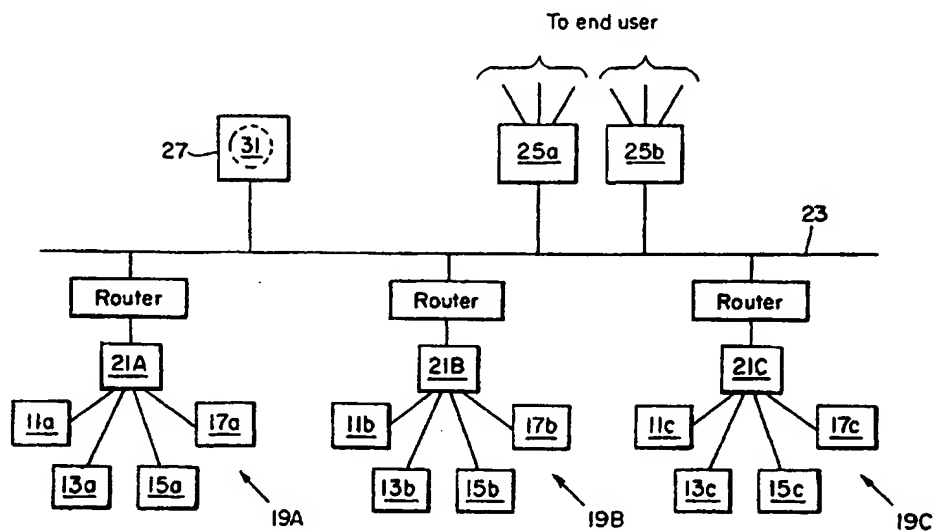 To end user
27
31
25a
25b
23
Router
Router
Router
21A
21B
21C
11a
17a
11b
17b
11c
17c
13a
15a
13b
15b
13c
15c
19A
19B
19C